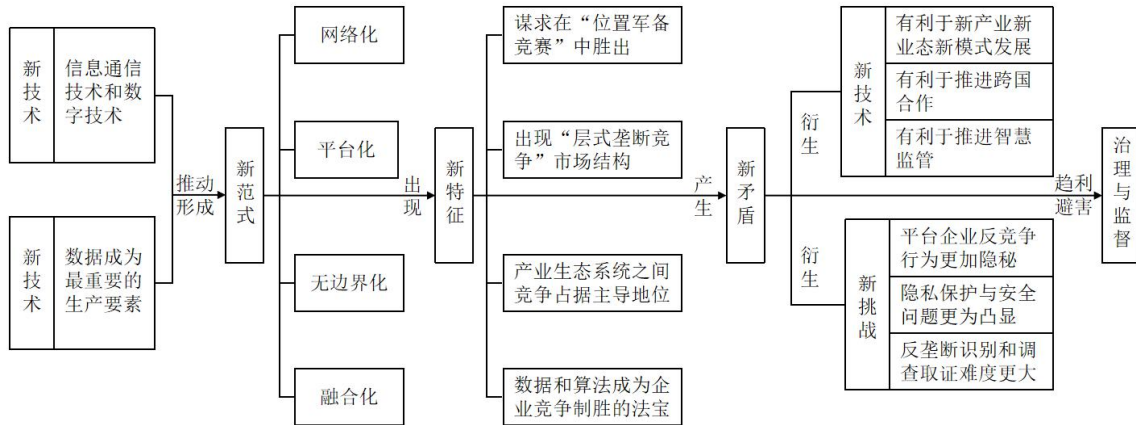 新技术
信息通信
技术和数
字技术
新技术
数据成为
最重要的
生产要素
推动
形成
新范式
网络化
平台化
无边界化
融合化
出现
新特征
谋求在“位置军备
竞赛”中胜出
出现“层式垄断竞
争”市场结构
产业生态系统之间
竞争占据主导地位
数据和算法成为企
业竞争制胜的法宝
产生
新矛盾
衍生
新技术
有利于新产业新
业态新模式发展
有利于推进跨国
合作
有利于推进智慧
监管
衍生
新挑战
平台企业反竞争
行为更加隐秘
隐私保护与安全
问题更为凸显
反垄断识别和调
查取证难度更大
趋利
避害
治理与监督